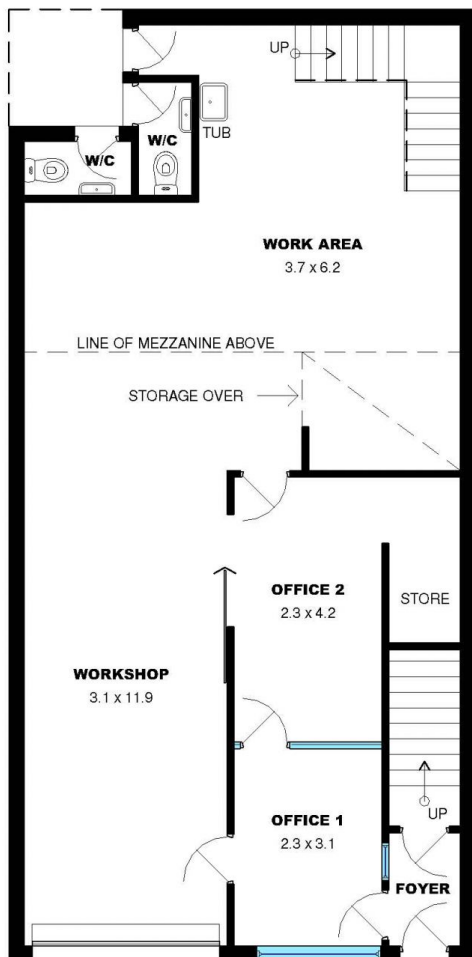 UP
W/C
W/C
TUB
WORK AREA
3.7 x 6.2
LINE OF MEZZANINE ABOVE
STORAGE OVER
OFFICE 2
2.3 x 4.2
STORE
WORKSHOP
3.1 x 11.9
OFFICE 1
2.3 x 3.1
UP
FOYER